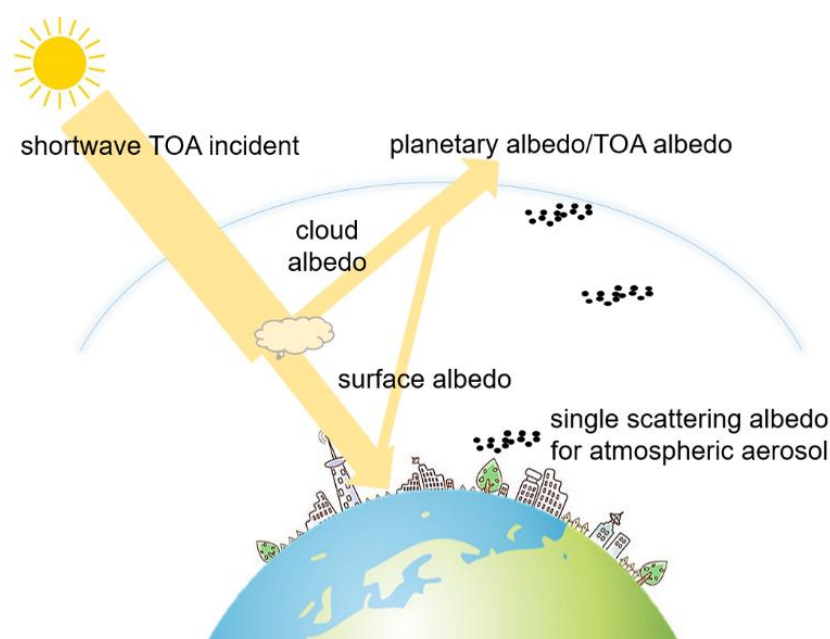 shortwave TOA incident
planetary albedo/TOA albedo
cloud
albedo
surface albedo
single scattering albedo
for atmospheric aerosol